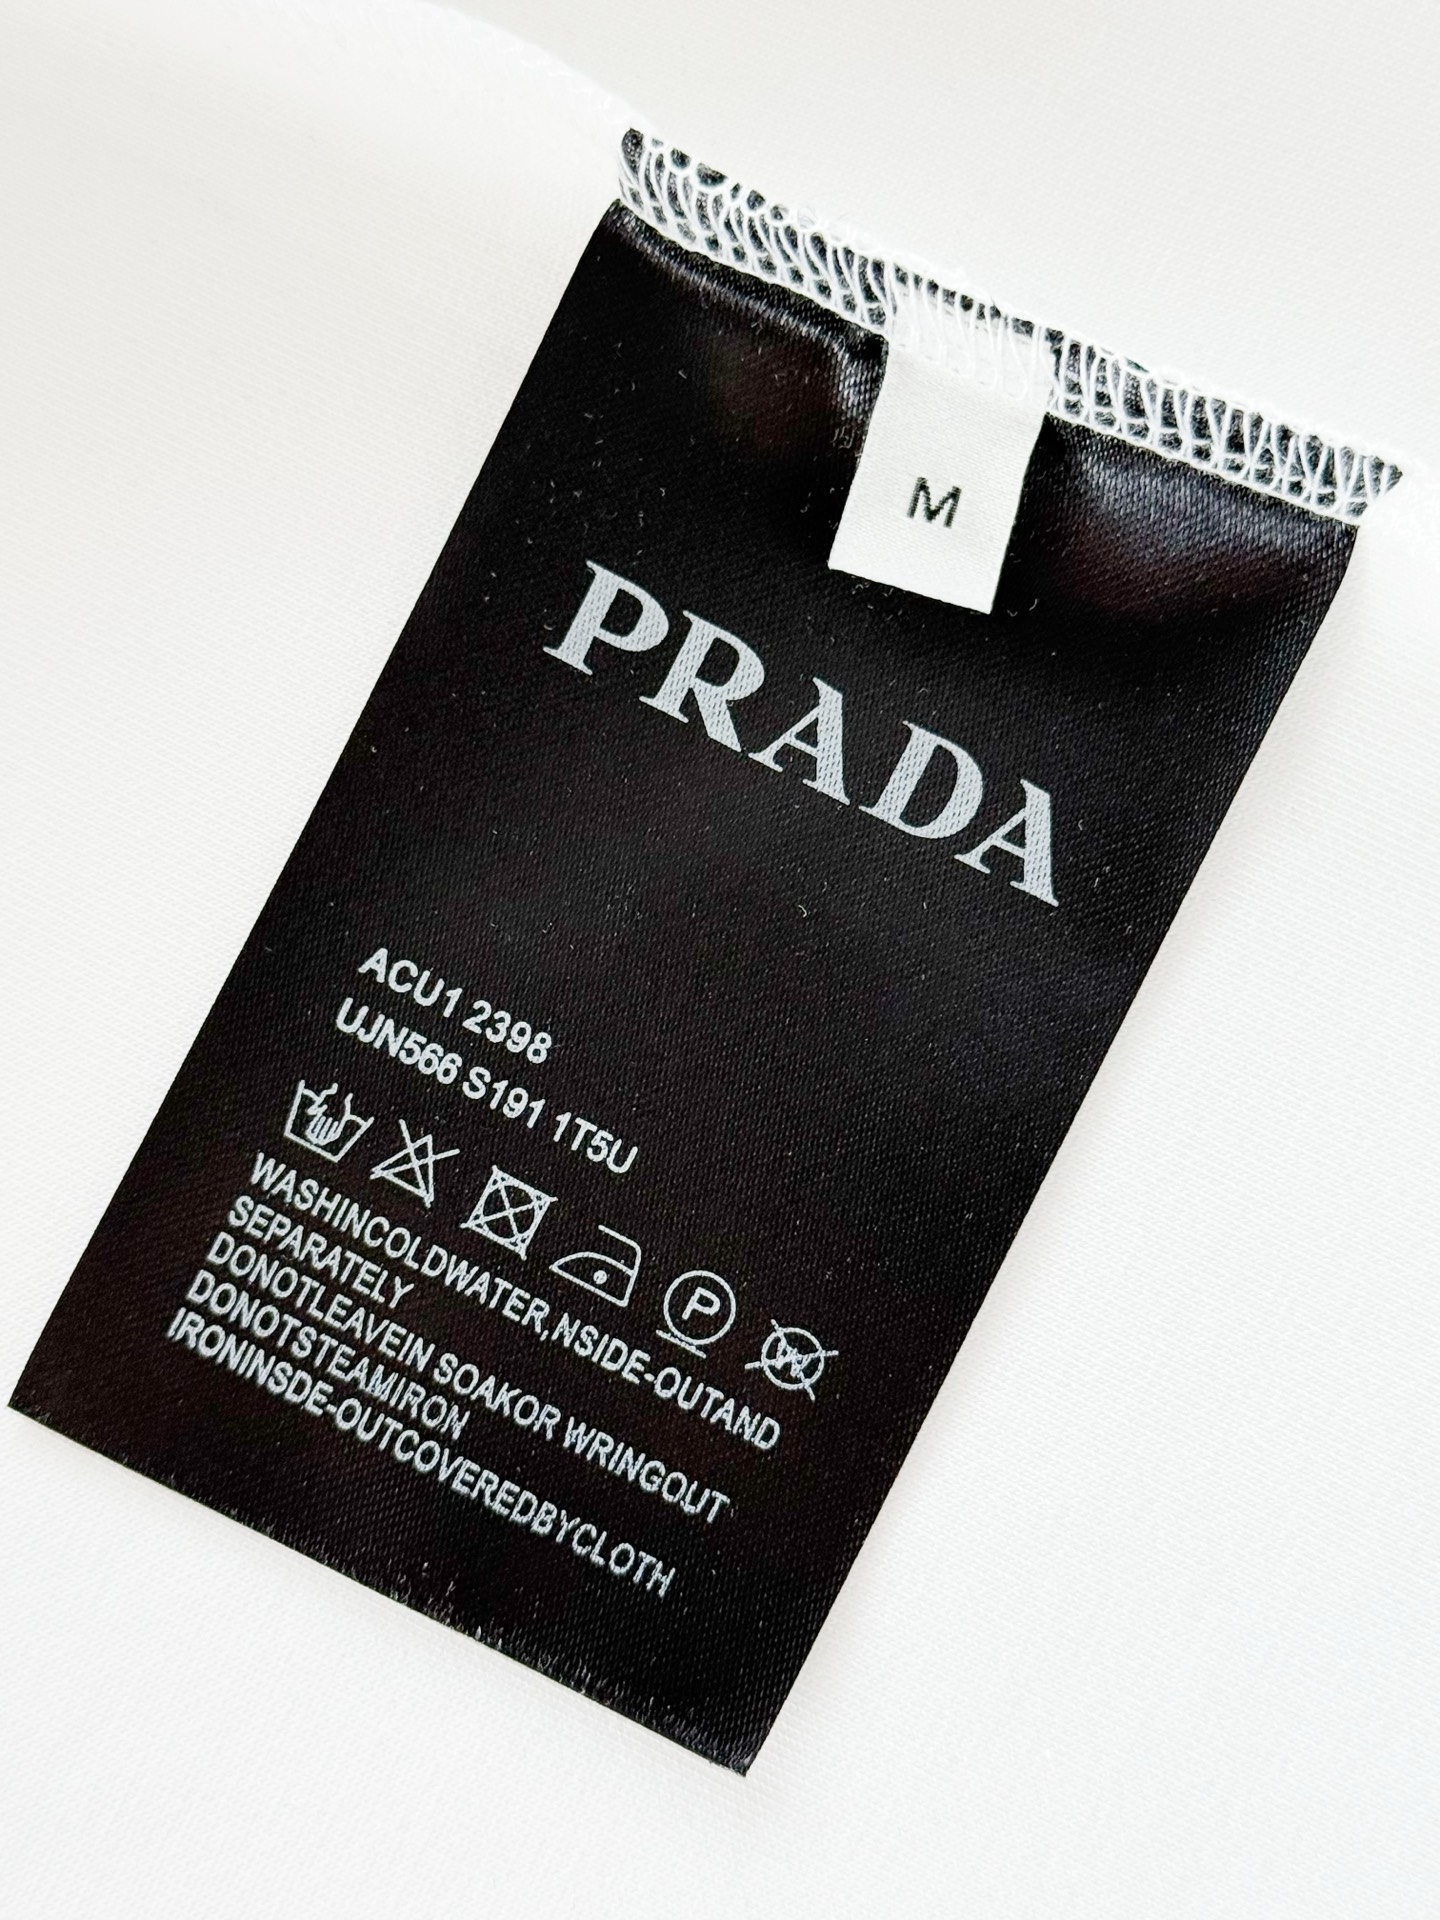 M
PRADA
ACU1 2398
UJN566 S191 1T5U
P
W
WASHINCOLDWATER,NSIDE-OUTAND
SEPARATELY
DONOTLEAVEIN SOAKOR WRINGOUT
DONOTSTEAMIRON
IRONINSDE-OUTCOVEREDBYCLOTH